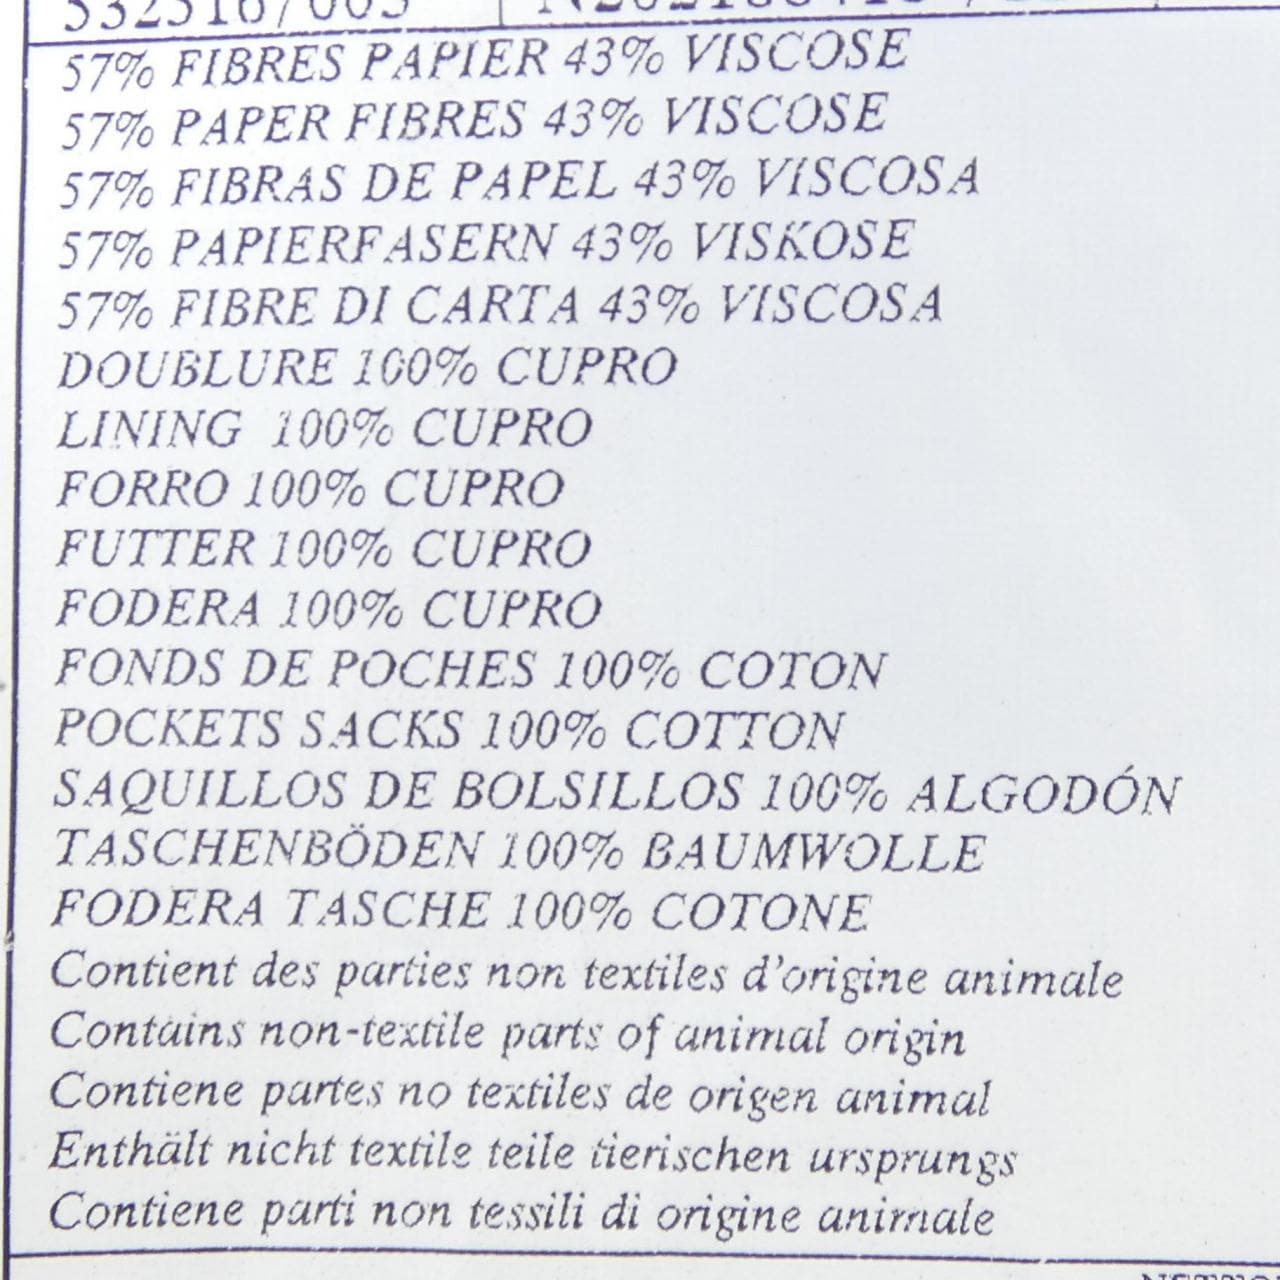 57% FIBRES PAPIER 43% VISCOSE
57% PAPER FIBRES 43% VISCOSE
57% FIBRAS DE PAPEL 43% VISCOSA
57% PAPIERFASERN 43% VISKOSE
57% FIBRE DI CARTA 43% VISCOSA
DOUBLURE 100% CUPRO
LINING 100% CUPRO
FORRO 100% CUPRO
FUTTER 100% CUPRO
FODERA 100% CUPRO
FONDS DE POCHES 100% COTON
POCKETS SACKS 100% COTTON
SAQUILLOS DE BOLSILLOS 100% ALGODÓN
TASCHENBÖDEN 100% BAUMWOLLE
FODERA TASCHE 100% COTONE
Contient des parties non textiles d'origine animale
Contains non-textile parts of animal origin
Contiene partes no textiles de origen animal
Enthält nicht textile teile tierischen ursprungs
Contiene parti non tessili di origine animale